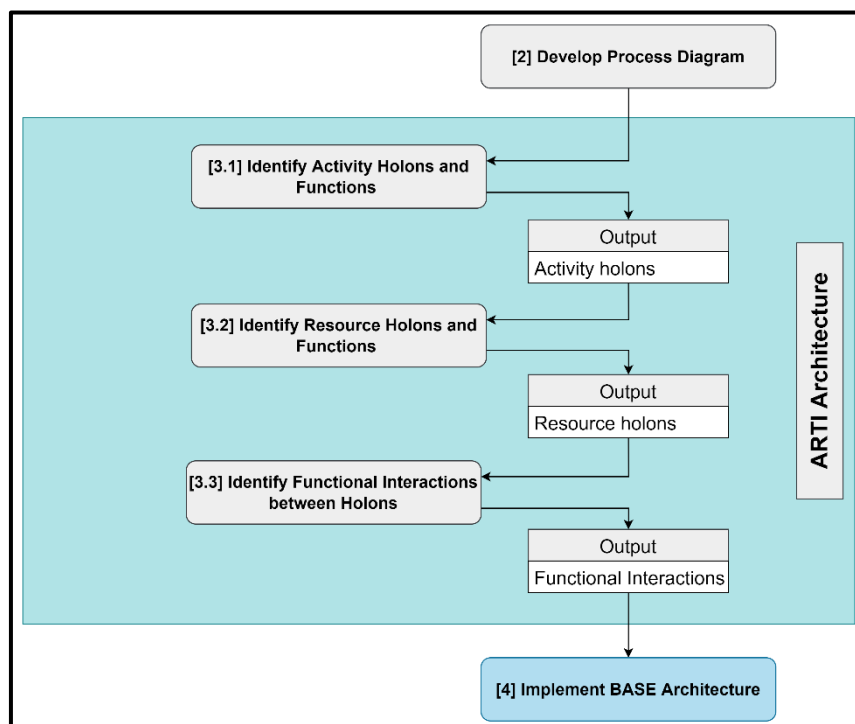 [2] Develop Process Diagram
[3.1] Identify Activity Holons and
Functions
Output
Activity holons
[3.2] Identify Resource Holons and
Functions
Output
Resource holons
[3.3] Identify Functional Interactions
between Holons
Output
Functional Interactions
ARTI Architecture
[4] Implement BASE Architecture